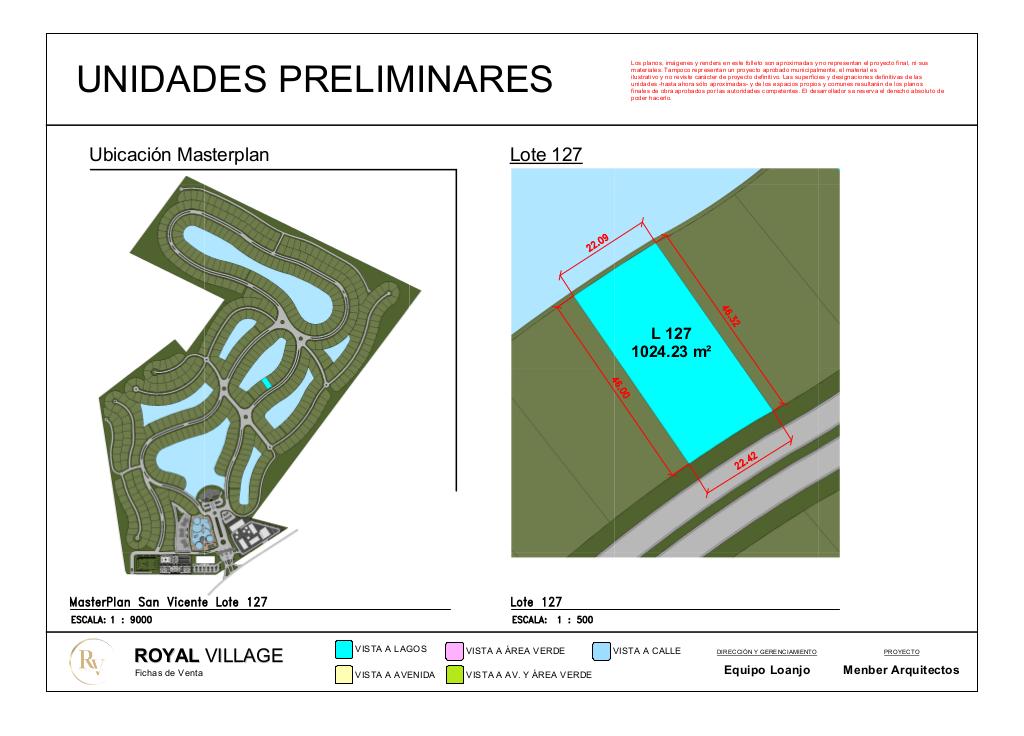 UNIDADES PRELIMINARES
Los planos, imágenes y renders en este folleto son aproximadas y no representan el proyecto final, ni sus
materiales. Tampoco representan un proyecto aprobado municipalmente, el material es
ilustrativo y no reviste carácter de proyecto definitivo. Las superficies y designaciones definitivas de las
unidades -hasta ahora sólo aproximadas- y de los espacios propios y comunes resultarán de los planos
finales de obra aprobados por las autoridades competentes. El desarrollador se reserva el derecho absoluto de
poder hacerlo.
Ubicación Masterplan
Lote 127
22.09
46.32
L 127
1024.23 m²
46.00
22.42
MasterPlan San Vicente Lote 127
ESCALA: 1 : 9000
Lote 127
ESCALA: 1 : 500
RV
ROYAL VILLAGE
Fichas de Venta
VISTA A LAGOS
VISTA A ÁREA VERDE
VISTA A CALLE
VISTA A AVENIDA
VISTA A AV. Y ÁREA VERDE
DIRECCIÓN Y GERENCIAMIENTO
Equipo Loanjo
PROYECTO
Menber Arquitectos